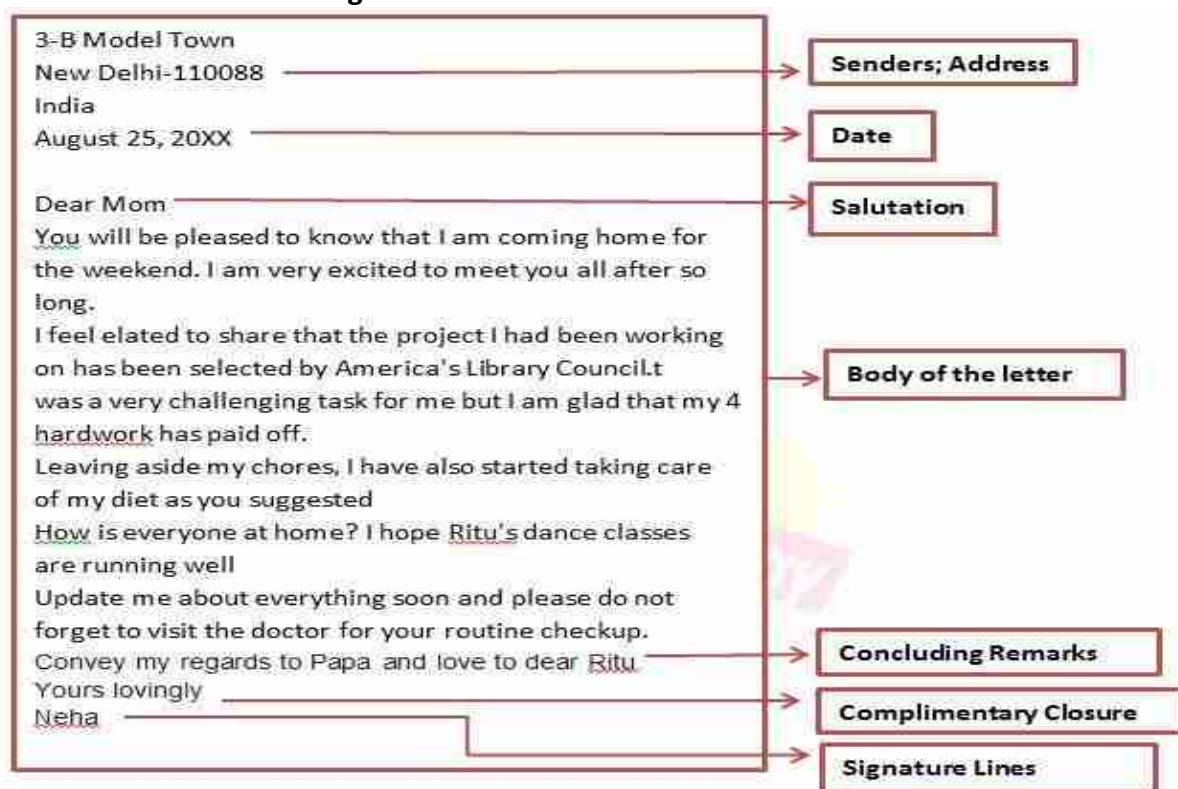 3-B Model Town
New Delhi-110088
India
August 25, 20XX
Dear Mom
You will be pleased to know that I am coming home for
the weekend. I am very excited to meet you all after so
long.
I feel elated to share that the project I had been working
on has been selected by America's Library Council.t
was a very challenging task for me but I am glad that my 4
hardwork has paid off.
Leaving aside my chores, I have also started taking care
of my diet as you suggested
How is everyone at home? I hope Ritu's dance classes
are running well
Update me about everything soon and please do not
forget to visit the doctor for your routine checkup.
Convey my regards to Papa and love to dear Ritu
Yours lovingly
Neha
Senders; Address
Date
Salutation
Body of the letter
Concluding Remarks
Complimentary Closure
Signature Lines